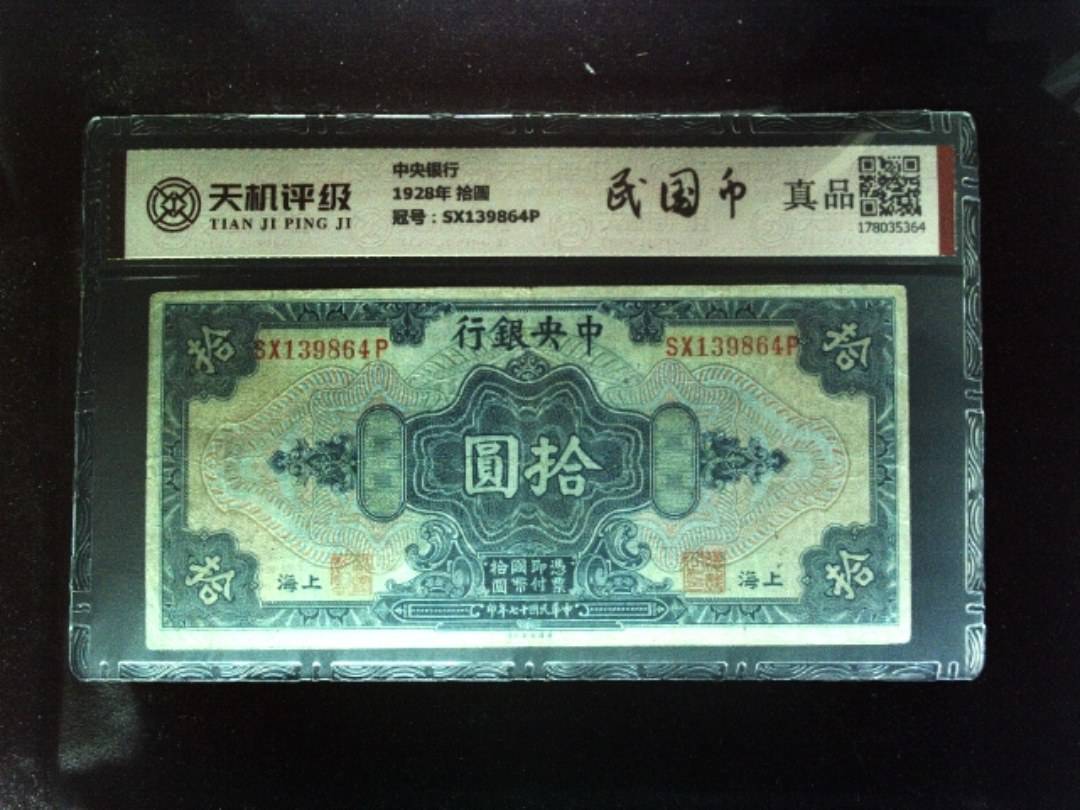 天机评级
TIAN JI PING JI
中央银行
1928年 拾圓
冠号：SX139864P
民国币
真品
178035364
中央銀行
拾
拾
SX139864P
SX139864P
拾圓
拾
拾
上海
上海
憑票
即付
國幣
拾圓
中華民國十七年印